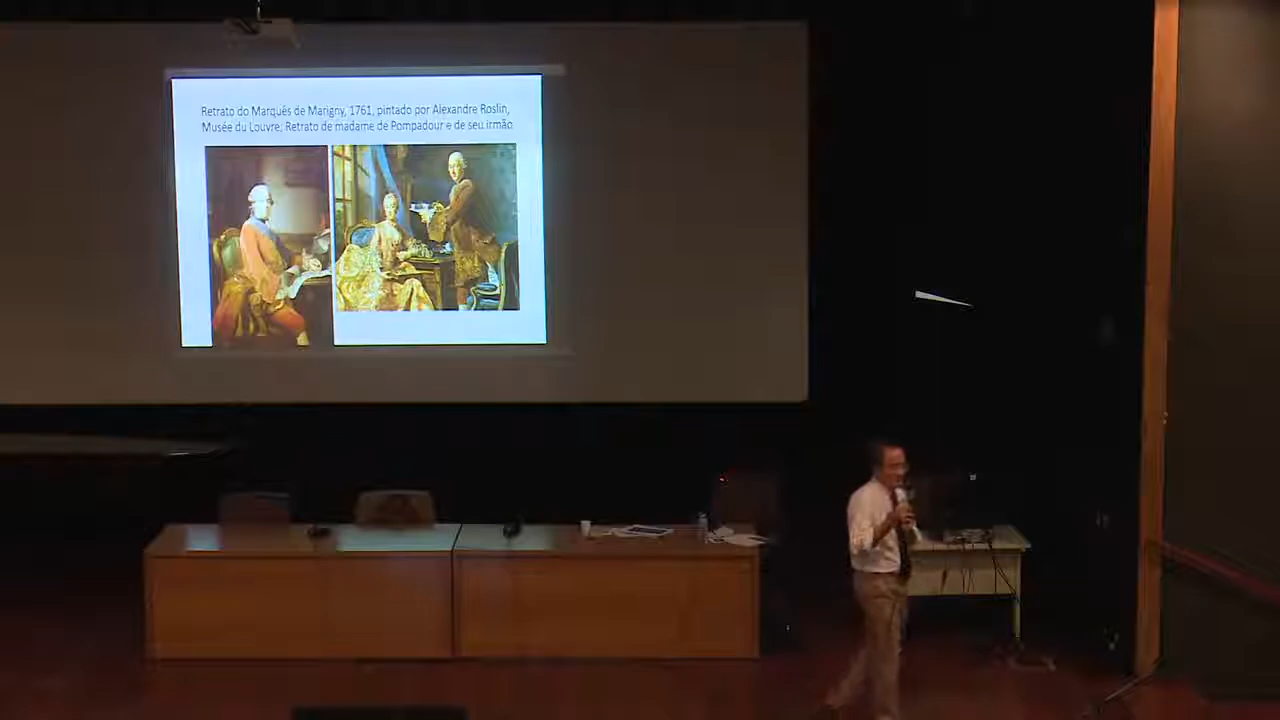 Retrato do Marquês de Marigny, 1761, pintado por Alexandre Roslin,
Musée du Louvre; Retrato de madame de Pompadour e de seu irmão